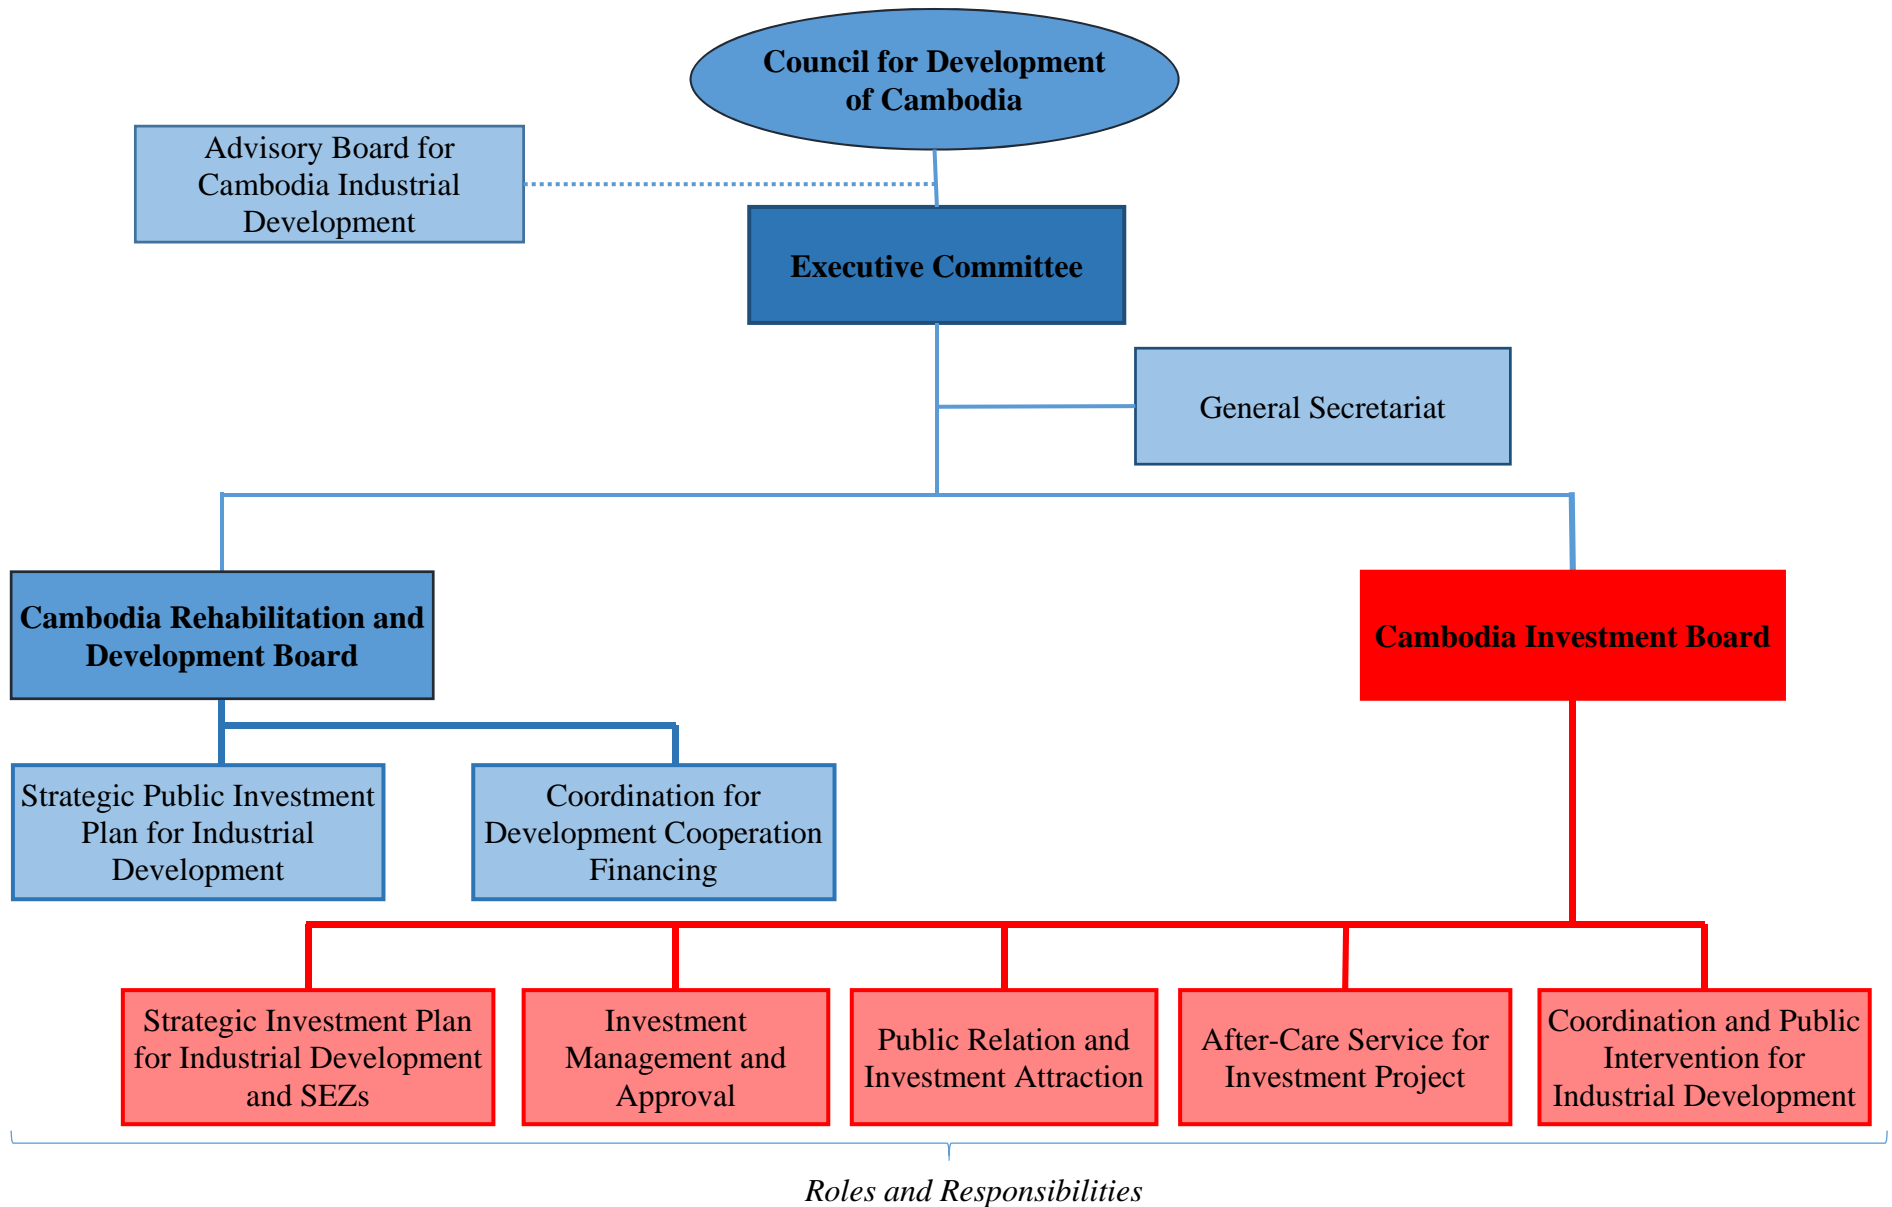 Council for Development
of Cambodia
Advisory Board for
Cambodia Industrial
Development
Executive Committee
General Secretariat
Cambodia Rehabilitation and
Development Board
Cambodia Investment Board
Strategic Public Investment
Plan for Industrial
Development
Coordination for
Development Cooperation
Financing
Strategic Investment Plan
for Industrial Development
and SEZs
Investment
Management and
Approval
Public Relation and
Investment Attraction
After-Care Service for
Investment Project
Coordination and Public
Intervention for
Industrial Development
Roles and Responsibilities